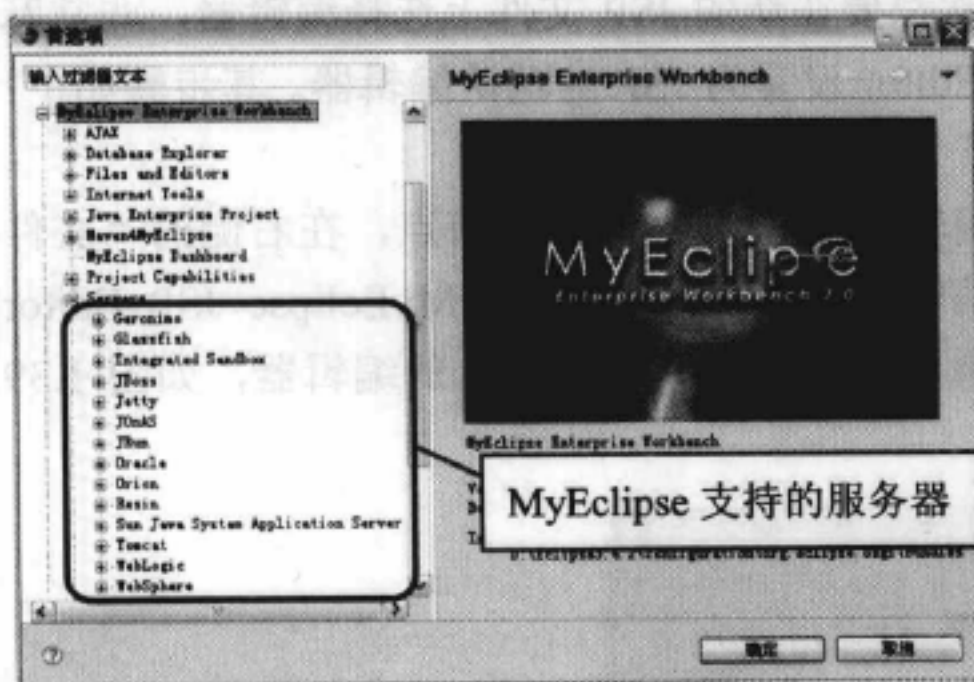 首选项
输入过滤器文本
MyEclipse Enterprise Workbench
AJAX
Database Explorer
Files and Editors
Internet Tools
Java Enterprise Project
Maven4MyEclipse
MyEclipse Dashboard
Project Capabilities
Servers
Geronimo
Glassfish
Integrated Sandbox
JBoss
Jetty
JOnAS
JRun
Oracle
Orion
Resin
Sun Java System Application Server
Tomcat
WebLogic
WebSphere
MyEclipse Enterprise Workbench
MyEclipse
Enterprise Workbench 7.0
MyEclipse Enterprise Workbench
MyEclipse 支持的服务器
确定
取消